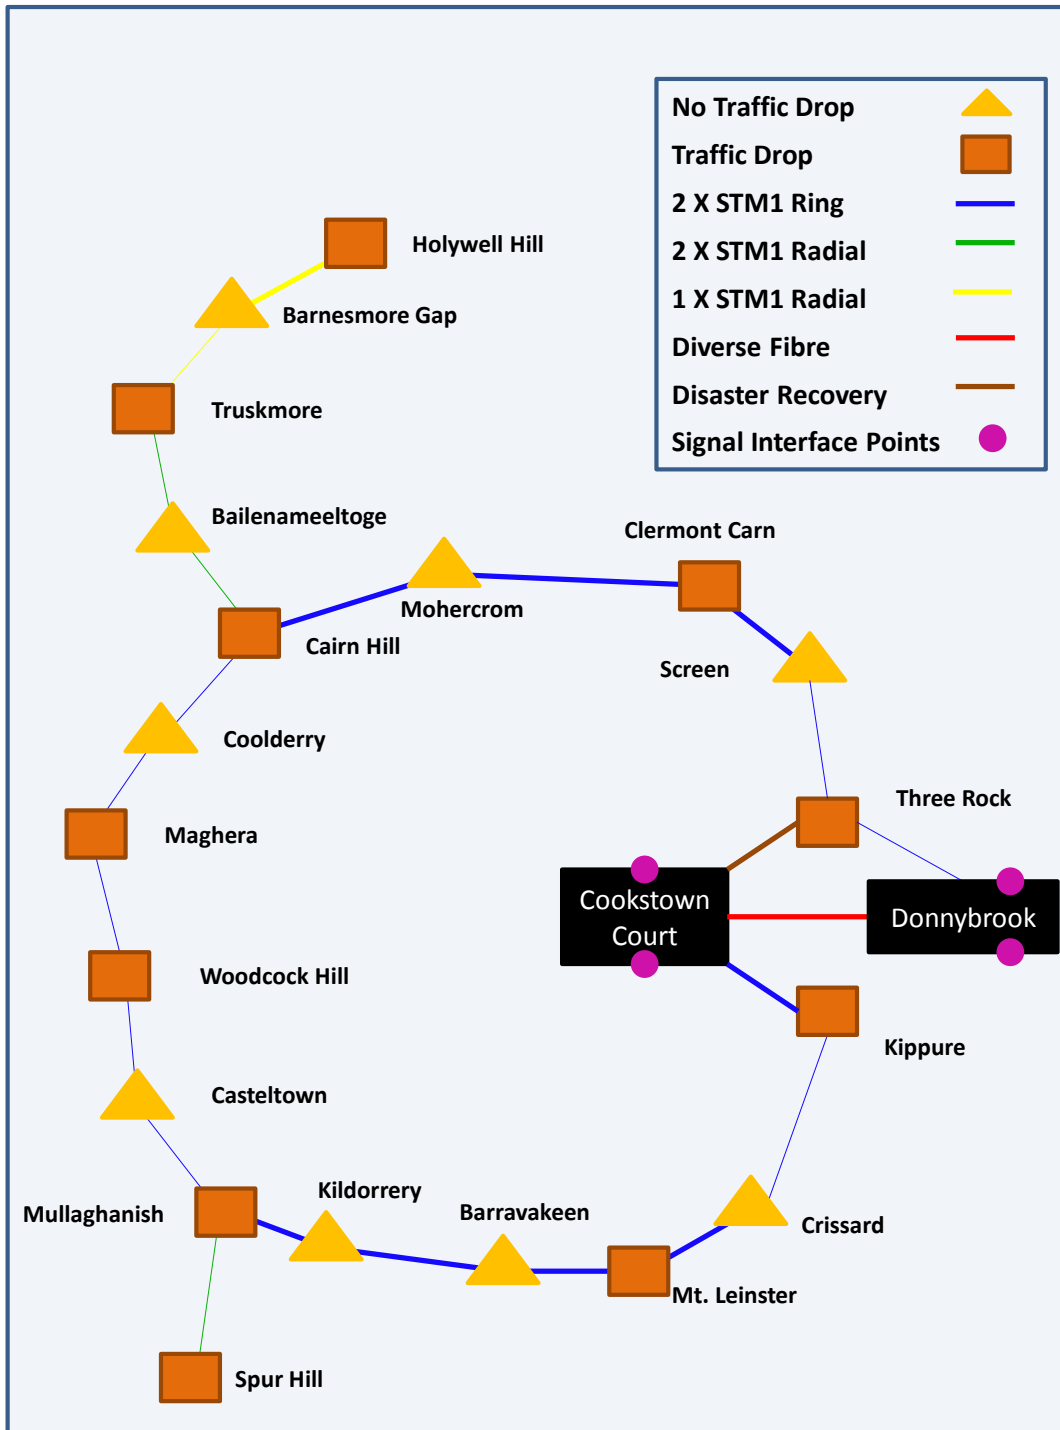 No Traffic Drop
Traffic Drop
2 X STM1 Ring
2 X STM1 Radial
1 X STM1 Radial
Diverse Fibre
Disaster Recovery
Signal Interface Points
Holywell Hill
Barnesmore Gap
Truskmore
Bailenameeltoge
Clermont Carn
Mohercrom
Cairn Hill
Screen
Coolderry
Three Rock
Maghera
Cookstown
Court
Donnybrook
Woodcock Hill
Kippure
Casteltown
Kildorrery
Mullaghanish
Barravakeen
Crissard
Mt. Leinster
Spur Hill